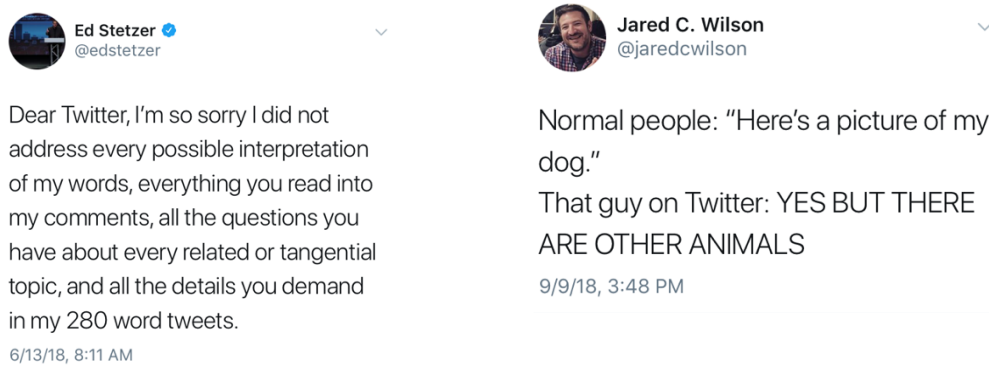 Ed Stetzer
@edstetzer
Dear Twitter, I'm so sorry I did not
address every possible interpretation
of my words, everything you read into
my comments, all the questions you
have about every related or tangential
topic, and all the details you demand
in my 280 word tweets.
6/13/18, 8:11 AM
Jared C. Wilson
@jaredcwilson
Normal people: “Here's a picture of my
dog.”
That guy on Twitter: YES BUT THERE
ARE OTHER ANIMALS
9/9/18, 3:48 PM